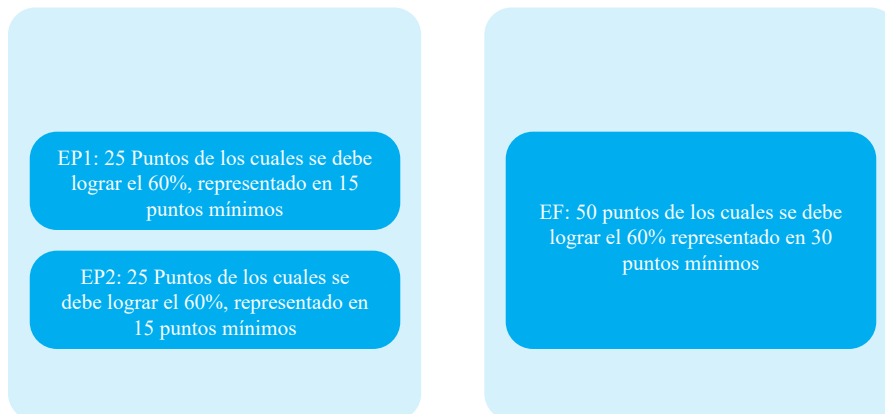 EP1: 25 Puntos de los cuales se debe
lograr el 60%, representado en 15
puntos mínimos
EP2: 25 Puntos de los cuales se
debe lograr el 60%, representado en
15 puntos mínimos
EF: 50 puntos de los cuales se debe
lograr el 60% representado en 30
puntos mínimos